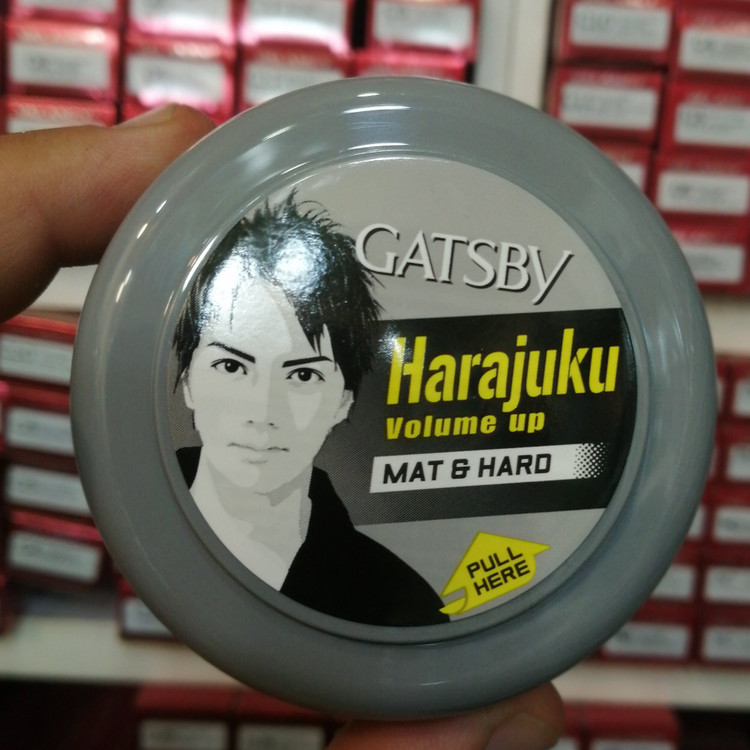 GATSBY
Harajuku
Volume up
MAT & HARD
PULL
HERE